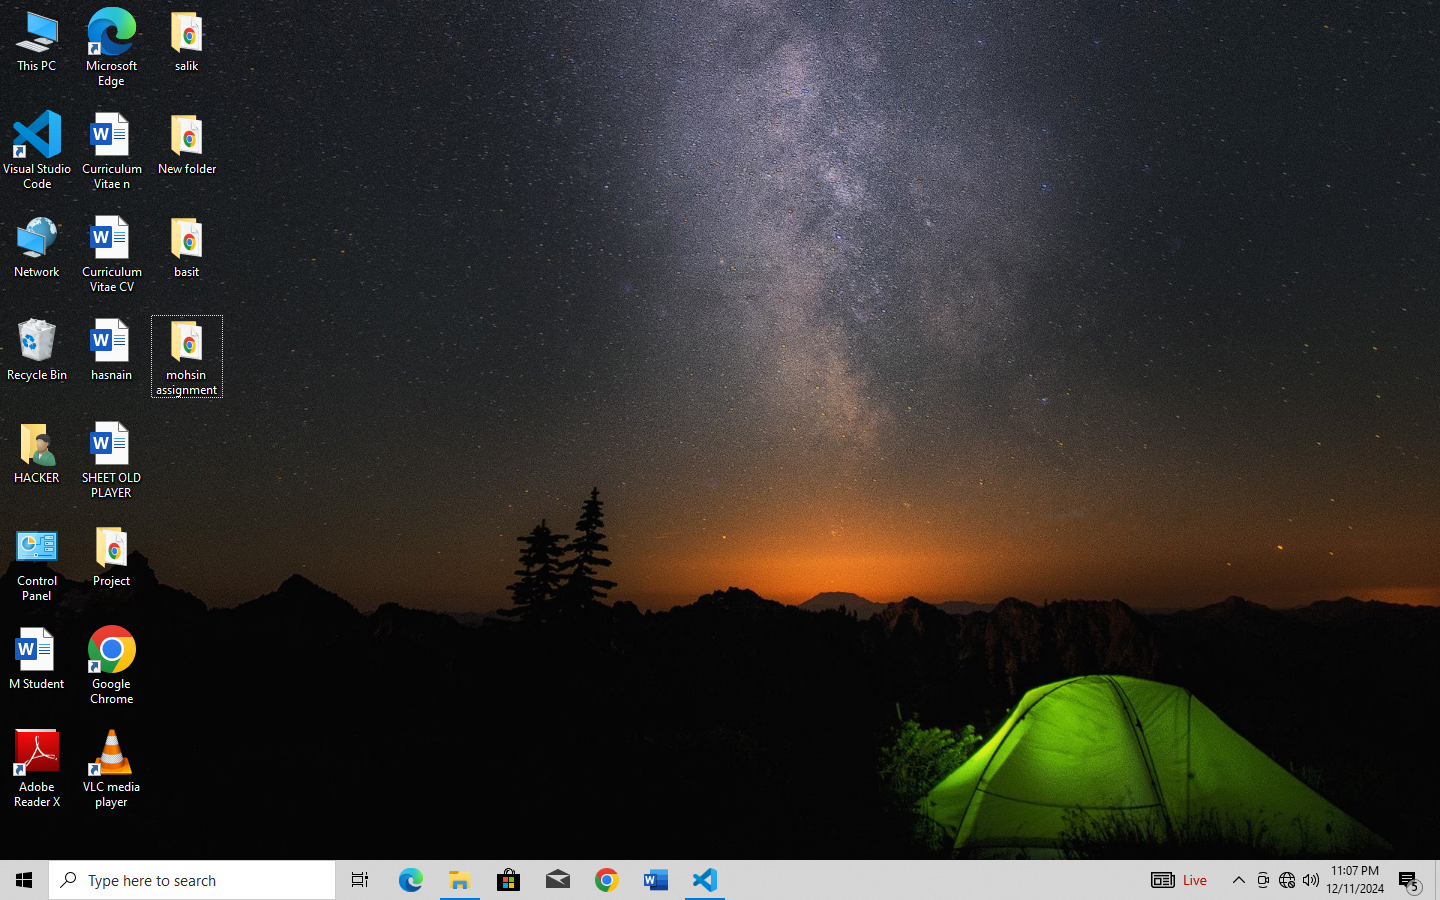 This PC
Microsoft
Edge
salik
Visual Studio
Code
Curriculum
Vitae n
New folder
Network
Curriculum
Vitae CV
basit
Recycle Bin
hasnain
mohsin
assignment
HACKER
SHEET OLD
PLAYER
Control
Panel
Project
M Student
Google
Chrome
Adobe
Reader X
VLC media
player
Type here to search
Live
11:07 PM
12/11/2024
5